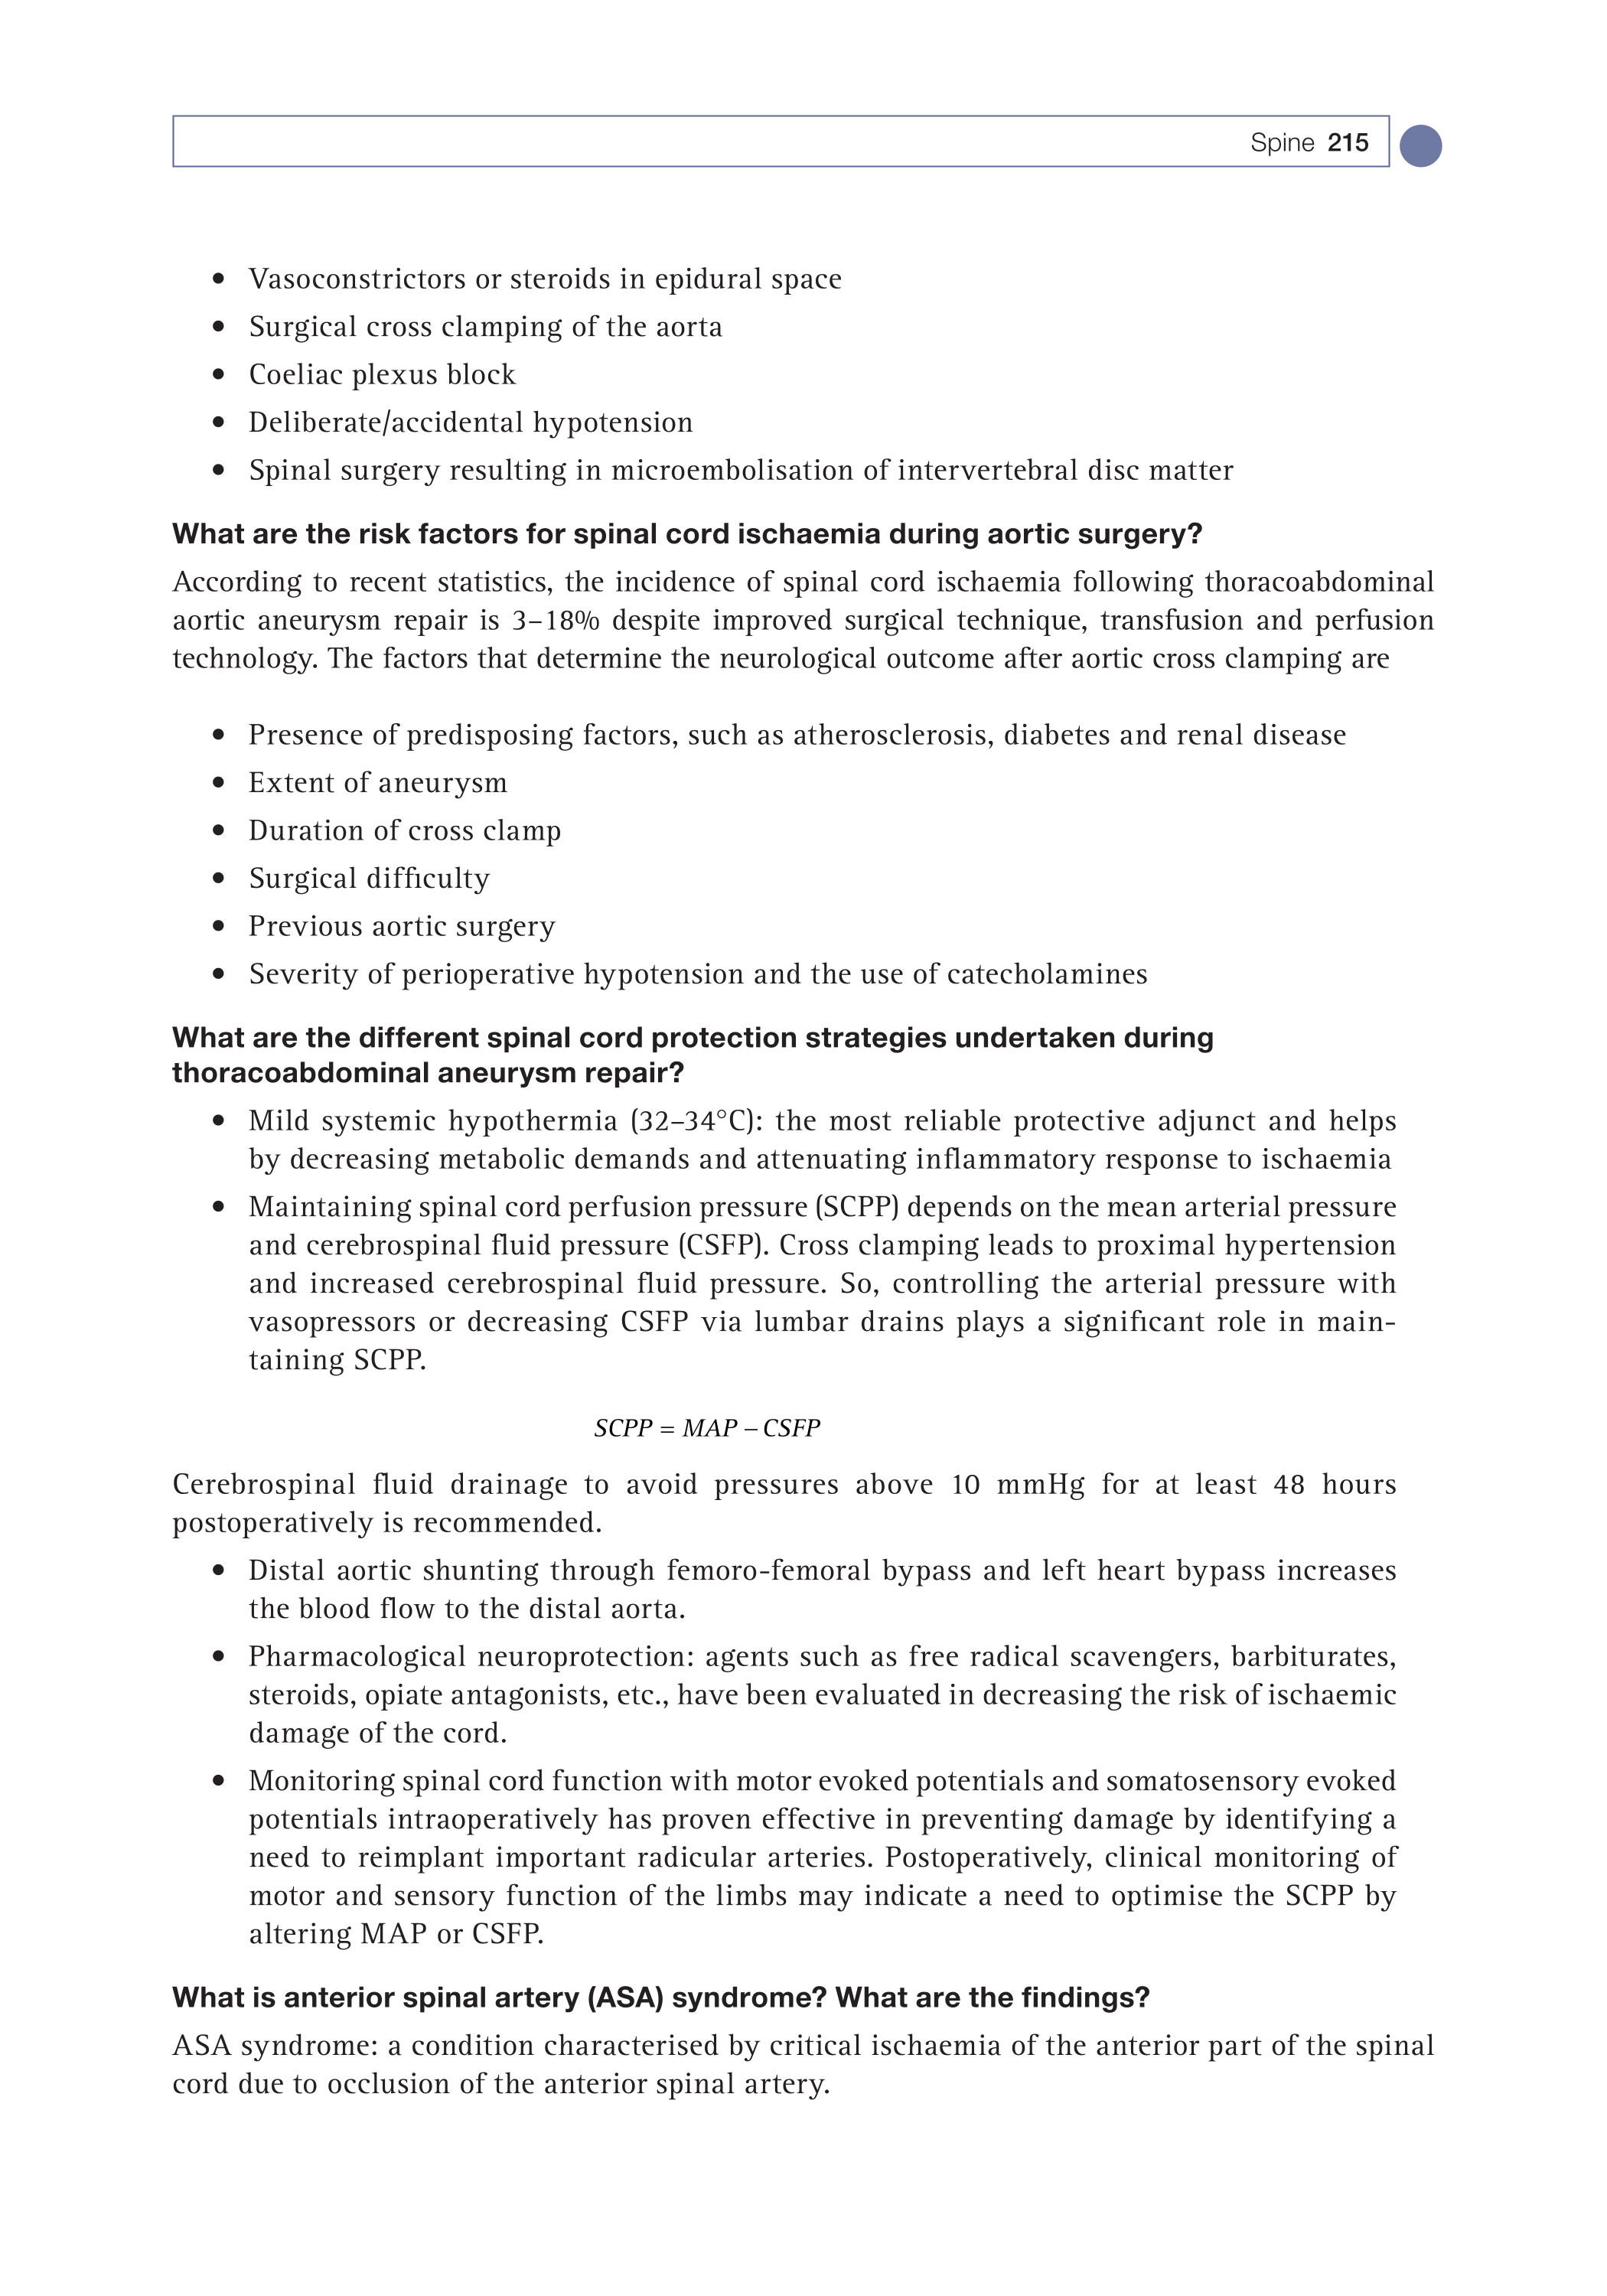 Spine 215
• Vasoconstrictors or steroids in epidural space
• Surgical cross clamping of the aorta
• Coeliac plexus block
• Deliberate/accidental hypotension
• Spinal surgery resulting in microembolisation of intervertebral disc matter
What are the risk factors for spinal cord ischaemia during aortic surgery?
According to recent statistics, the incidence of spinal cord ischaemia following thoracoabdominal
aortic aneurysm repair is 3–18% despite improved surgical technique, transfusion and perfusion
technology. The factors that determine the neurological outcome after aortic cross clamping are
• Presence of predisposing factors, such as atherosclerosis, diabetes and renal disease
• Extent of aneurysm
• Duration of cross clamp
• Surgical difficulty
• Previous aortic surgery
• Severity of perioperative hypotension and the use of catecholamines
What are the different spinal cord protection strategies undertaken during
thoracoabdominal aneurysm repair?
• Mild systemic hypothermia (32–34°C): the most reliable protective adjunct and helps
by decreasing metabolic demands and attenuating inflammatory response to ischaemia
• Maintaining spinal cord perfusion pressure (SCPP) depends on the mean arterial pressure
and cerebrospinal fluid pressure (CSFP). Cross clamping leads to proximal hypertension
and increased cerebrospinal fluid pressure. So, controlling the arterial pressure with
vasopressors or decreasing CSFP via lumbar drains plays a significant role in main-
taining SCPP.
SCPP = MAP – CSFP
Cerebrospinal fluid drainage to avoid pressures above 10 mmHg for at least 48 hours
postoperatively is recommended.
• Distal aortic shunting through femoro-femoral bypass and left heart bypass increases
the blood flow to the distal aorta.
• Pharmacological neuroprotection: agents such as free radical scavengers, barbiturates,
steroids, opiate antagonists, etc., have been evaluated in decreasing the risk of ischaemic
damage of the cord.
• Monitoring spinal cord function with motor evoked potentials and somatosensory evoked
potentials intraoperatively has proven effective in preventing damage by identifying a
need to reimplant important radicular arteries. Postoperatively, clinical monitoring of
motor and sensory function of the limbs may indicate a need to optimise the SCPP by
altering MAP or CSFP.
What is anterior spinal artery (ASA) syndrome? What are the findings?
ASA syndrome: a condition characterised by critical ischaemia of the anterior part of the spinal
cord due to occlusion of the anterior spinal artery.